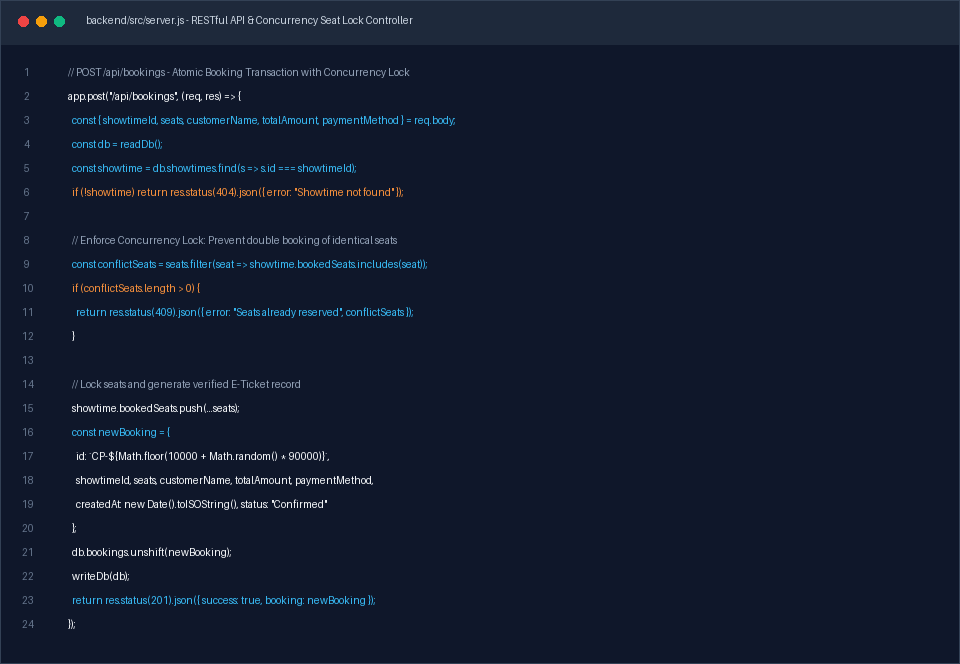 backend/src/server.js - RESTful API & Concurrency Seat Lock Controller
1 // POST /api/bookings - Atomic Booking Transaction with Concurrency Lock
2 app.post("/api/bookings", (req, res) => {
3 const { showtimeId, seats, customerName, totalAmount, paymentMethod } = req.body;
4 const db = readDb();
5 const showtime = db.showtimes.find(s => s.id === showtimeId);
6 if (!showtime) return res.status(404).json({ error: "Showtime not found" });
7
8 // Enforce Concurrency Lock: Prevent double booking of identical seats
9 const conflictSeats = seats.filter(seat => showtime.bookedSeats.includes(seat));
10 if (conflictSeats.length > 0) {
11 return res.status(409).json({ error: "Seats already reserved", conflictSeats });
12 }
13
14 // Lock seats and generate verified E-Ticket record
15 showtime.bookedSeats.push(...seats);
16 const newBooking = {
17 id: `CP-${Math.floor(10000 + Math.random() * 90000)}`,
18 showtimeId, seats, customerName, totalAmount, paymentMethod,
19 createdAt: new Date().toISOString(), status: "Confirmed"
20 };
21 db.bookings.unshift(newBooking);
22 writeDb(db);
23 return res.status(201).json({ success: true, booking: newBooking });
24 });